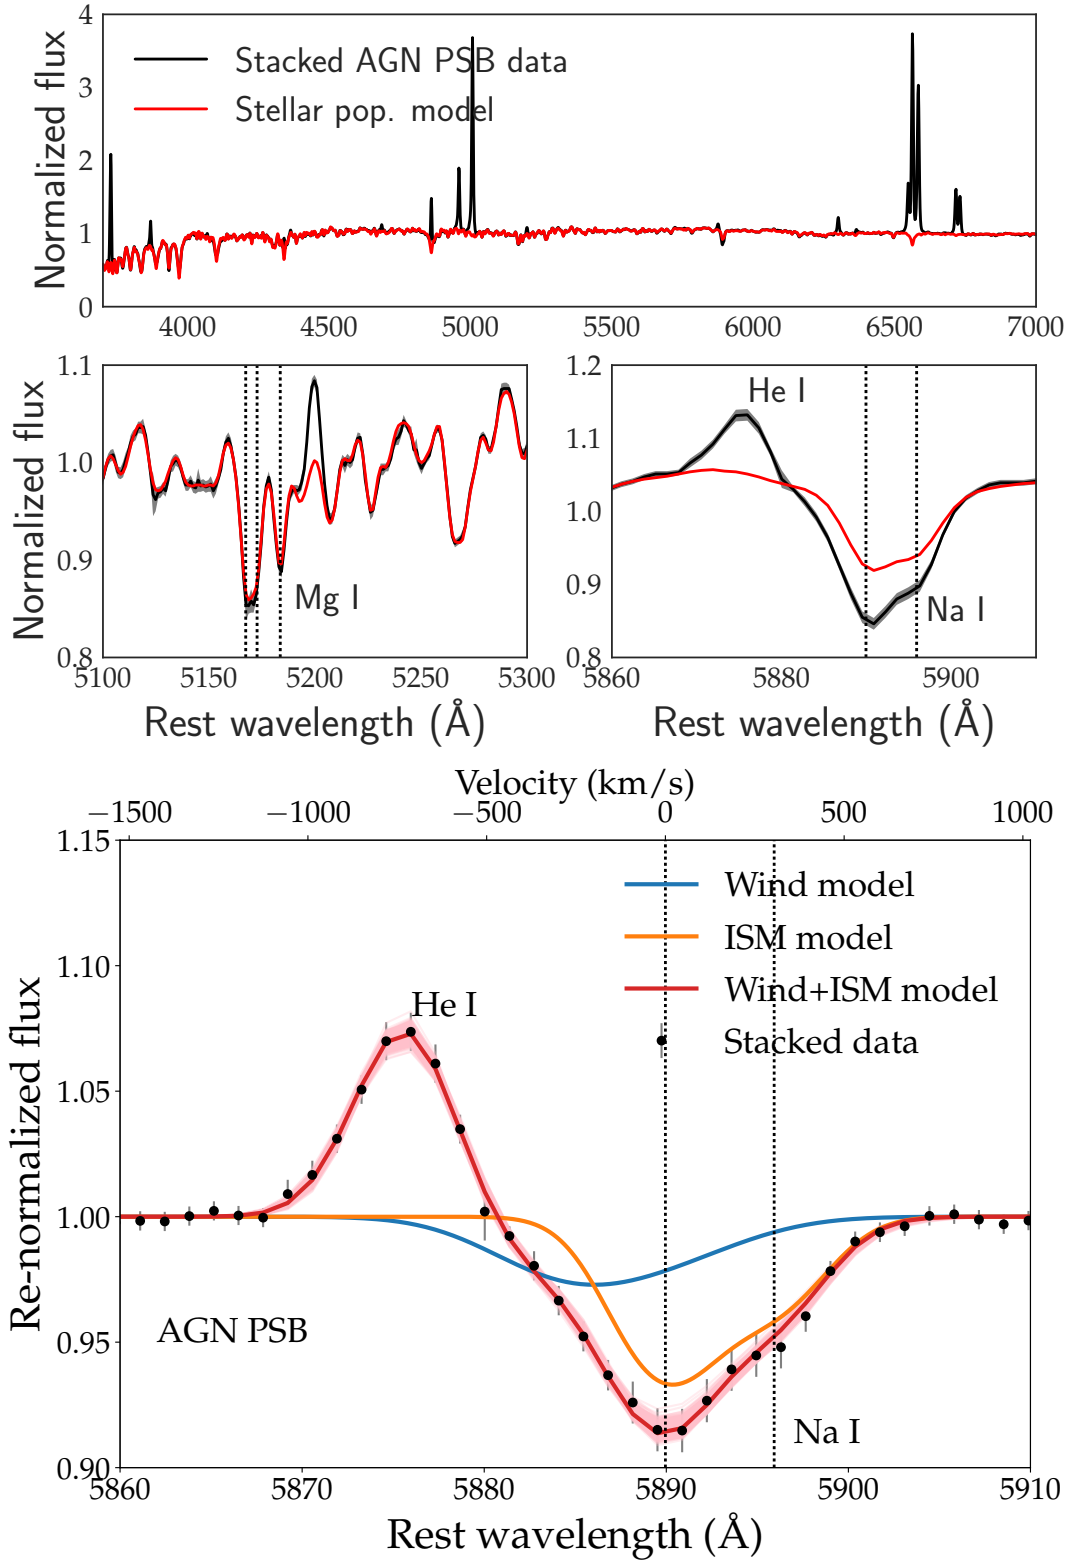 Normalized flux
4
3
2
1
0
Stacked AGN PSB data
Stellar pop. model
4000 4500 5000 5500 6000 6500 7000
Normalized flux
1.1
1.0
0.9
0.8
Mg I
5100 5150 5200 5250 5300
Rest wavelength (Å)
1.2
1.1
1.0
0.9
0.8
He I
Na I
5860 5880 5900
Rest wavelength (Å)
Velocity (km/s)
−1500 −1000 −500 0 500 1000
Re-normalized flux
1.15
1.10
1.05
1.00
0.95
0.90
Wind model
ISM model
Wind+ISM model
Stacked data
He I
AGN PSB
Na I
5860 5870 5880 5890 5900 5910
Rest wavelength (Å)